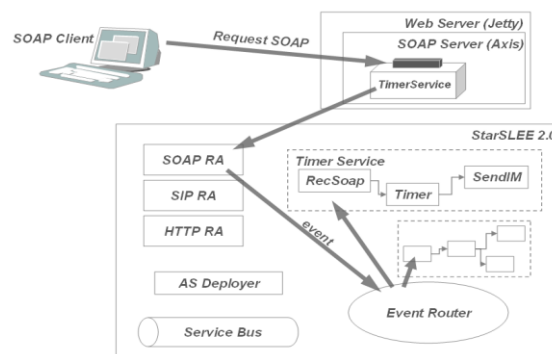 Web Server (Jetty)
SOAP Client
Request SOAP
SOAP Server (Axis)
TimerService
StarSLEE 2.0
SOAP RA
Timer Service
RecSoap
SendIM
Timer
SIP RA
HTTP RA
event
AS Deployer
Event Router
Service Bus